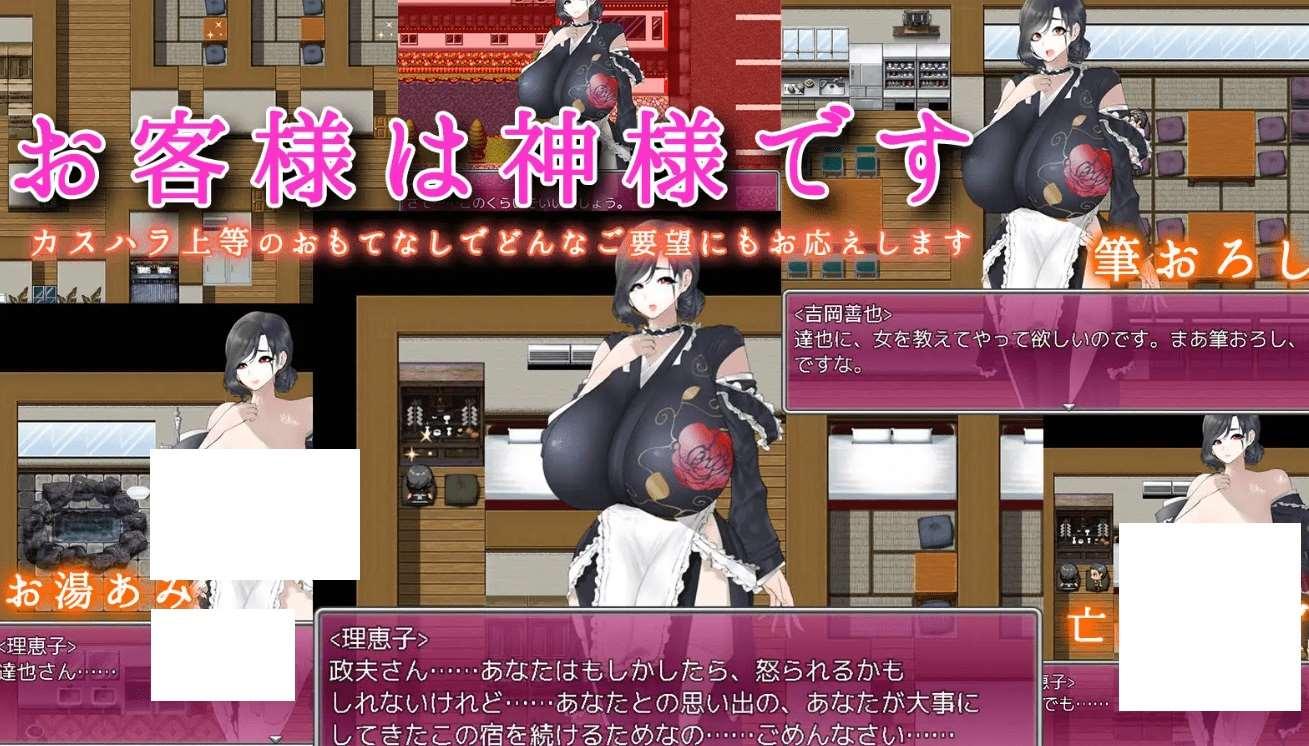 お客様は神様です
カスハラ上等のおもてなしでどんなご要望にもお応えします
筆おろし
<吉岡善也>
達也に、女を教えてやって欲しいのです。まあ筆おろし、
ですな。
お湯あみ
<理恵子>
達也さん……
<理恵子>
政夫さん……あなたはもしかしたら、怒られるかも
しれないけれど……あなたとの思い出の、あなたが大事に
してきたこの宿を続けるためなの……ごめんなさい……
亡
恵子>
でも……